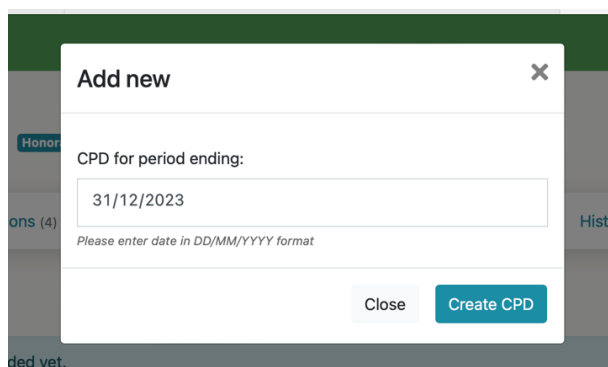 Add new
Honor
CPD for period ending:
31/12/2023
ons (4)
Hist
Please enter date in DD/MM/YYYY format
Close
Create CPD
ded yet.